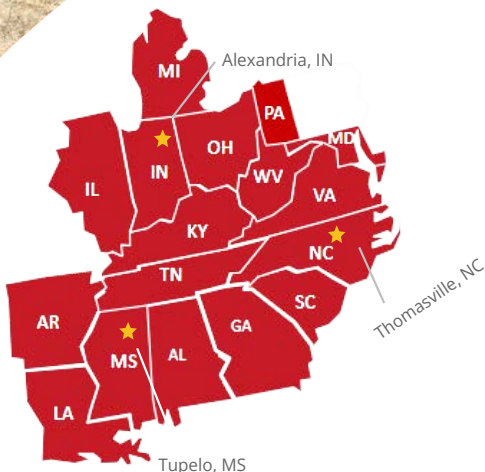 Alexandria, IN
MI
PA
MD
OH
IN
WV
IL
VA
KY
NC
TN
Thomasville, NC
SC
AR
GA
MS
AL
LA
Tupelo, MS